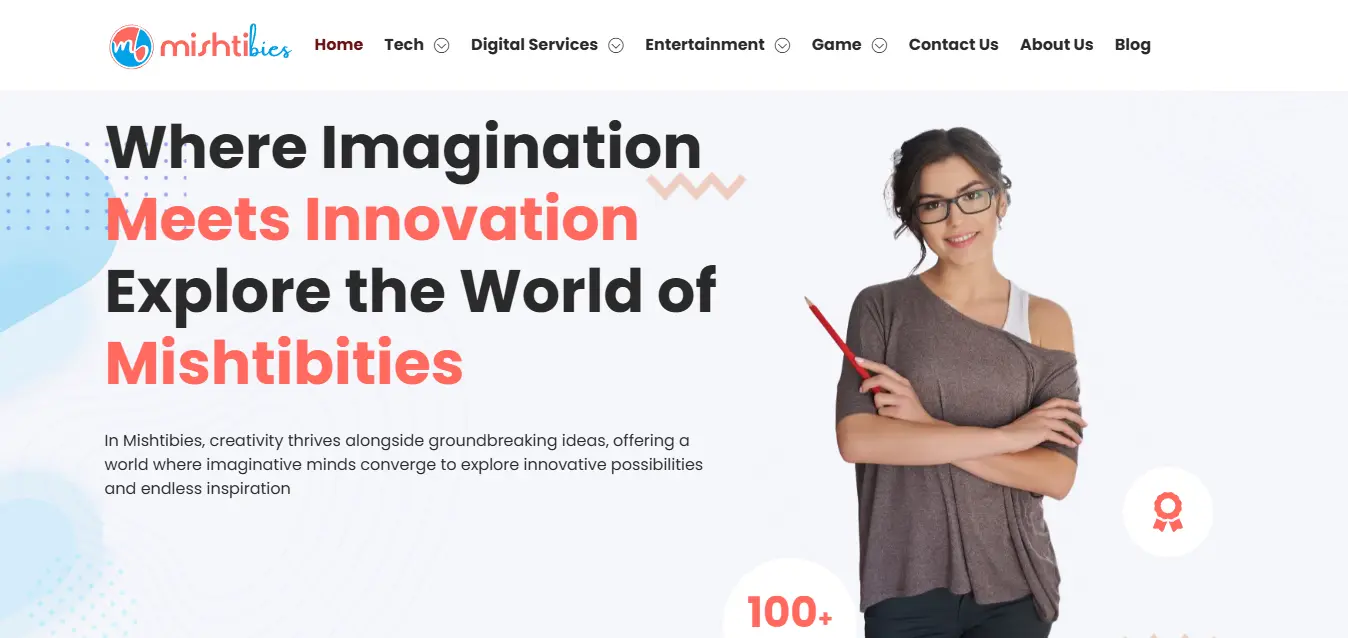 mb mishtibies Home Tech Digital Services Entertainment Game Contact Us About Us Blog
Where Imagination
Meets Innovation
Explore the World of
Mishtibities
In Mishtibies, creativity thrives alongside groundbreaking ideas, offering a
world where imaginative minds converge to explore innovative possibilities
and endless inspiration
100+